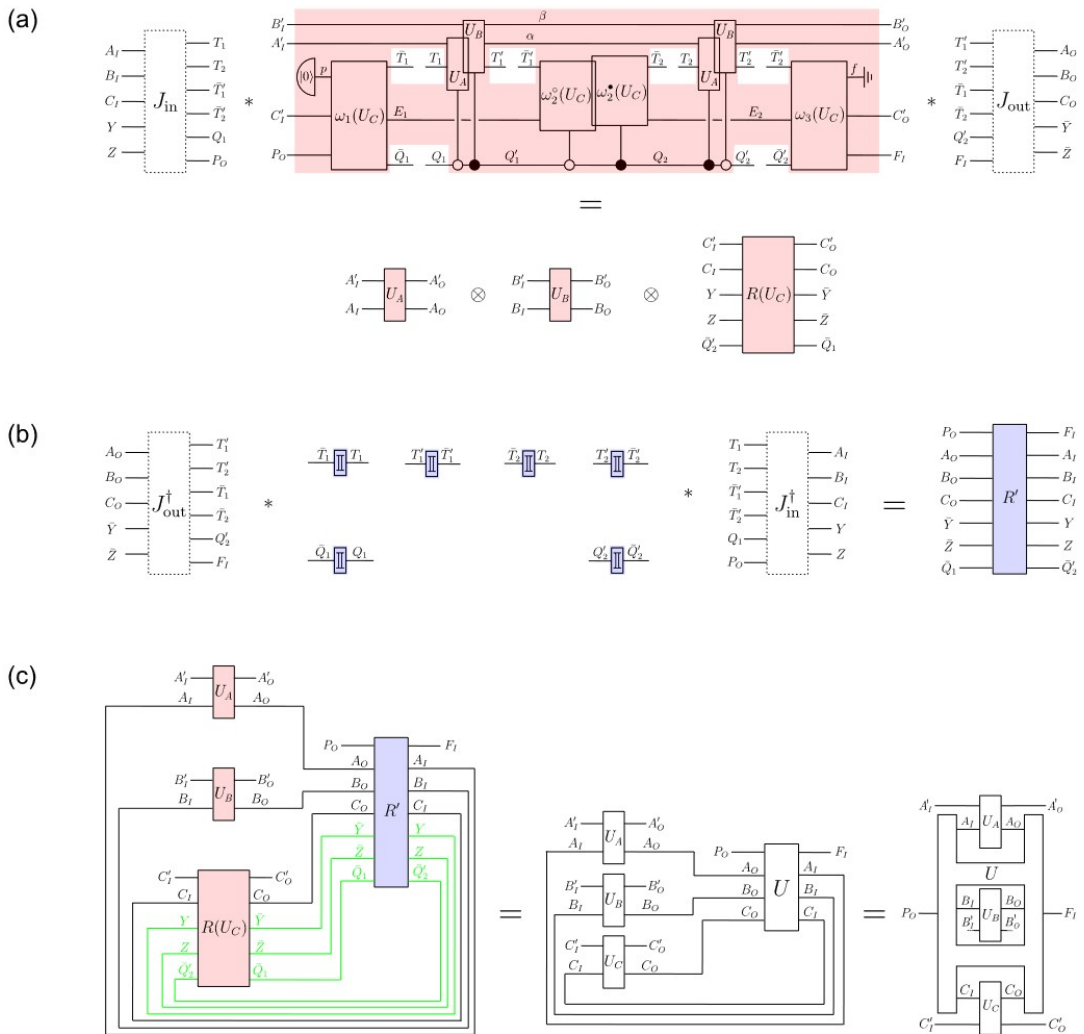 (a)
B′_I β B′_O
A′_I U_B α U_B A′_O
A_I T_1 |0⟩ p T̄_1 T_1 U_A T′_1 T̄′_1 T̄_2 T_2 U_A T′_2 T̄′_2 f T′_1 A_O
B_I T_2 T′_2 B_O
C_I J_in T̄′_1 * C′_I ω_1(U_C) E_1 ω_2°(U_C) ω_2•(U_C) E_2 ω_3(U_C) C′_O * T̄_1 J_out C_O
Y T̄′_2 T̄_2 Ȳ
Z Q_1 Q′_2 Z̄
P_O P_O Q̄_1 Q_1 Q′_1 Q_2 Q′_2 Q̄′_2 F_I F_I
=
C′_I C′_O
A′_I U_A A′_O ⊗ B′_I U_B B′_O ⊗ C_I C_O
A_I A_O B_I B_O Y R(U_C) Ȳ
Z Z̄
Q̄′_2 Q̄_1
(b)
T′_1 T̄_1 𝕀 T_1 T′_1 𝕀 T̄′_1 T̄_2 𝕀 T_2 T′_2 𝕀 T̄′_2 T_1 P_O F_I
A_O T′_2 T_2 A_I A_O A_I
B_O T̄_1 T̄′_1 B_I B_O B_I
C_O J†_out T̄_2 * * T̄′_2 J†_in C_I = C_O R′ C_I
Ȳ Q′_2 Q_1 Y Ȳ Y
Z̄ F_I Q̄_1 𝕀 Q_1 Q′_2 𝕀 Q̄′_2 P_O Z Z̄ Z
Q̄_1 Q̄′_2
(c)
A′_I U_A A′_O
A_I A_O
P_O F_I
A_O A_I
B′_I U_B B′_O B_O B_I
B_I B_O C_O R′ C_I
Ȳ Y
Z̄ Z
Q̄_1 Q̄′_2
C′_I C′_O
C_I C_O
Y R(U_C) Ȳ
Z Z̄
Q̄′_2 Q̄_1
=
A′_I U_A A′_O
A_I A_O P_O F_I
A_O A_I
B′_I U_B B′_O B_O U B_I
B_I B_O C_O C_I
C′_I U_C C′_O
C_I C_O
=
A′_I A′_O
A_I U_A A_O
U
B_I B_O
P_O U_B F_I
B′_I B′_O
C_I C_O
U_C
C′_I C′_O